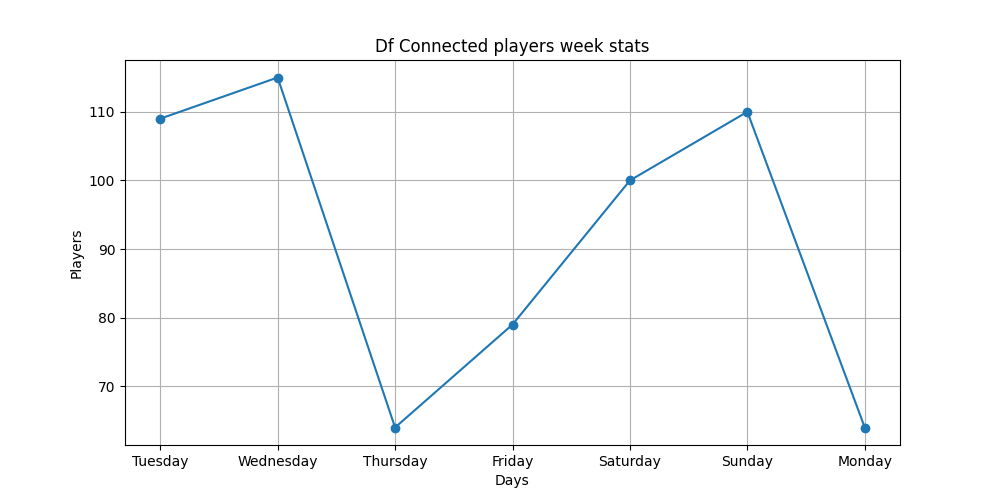 Df Connected players week stats
110
100
90
80
70
Players
Tuesday Wednesday Thursday Friday Saturday Sunday Monday
Days